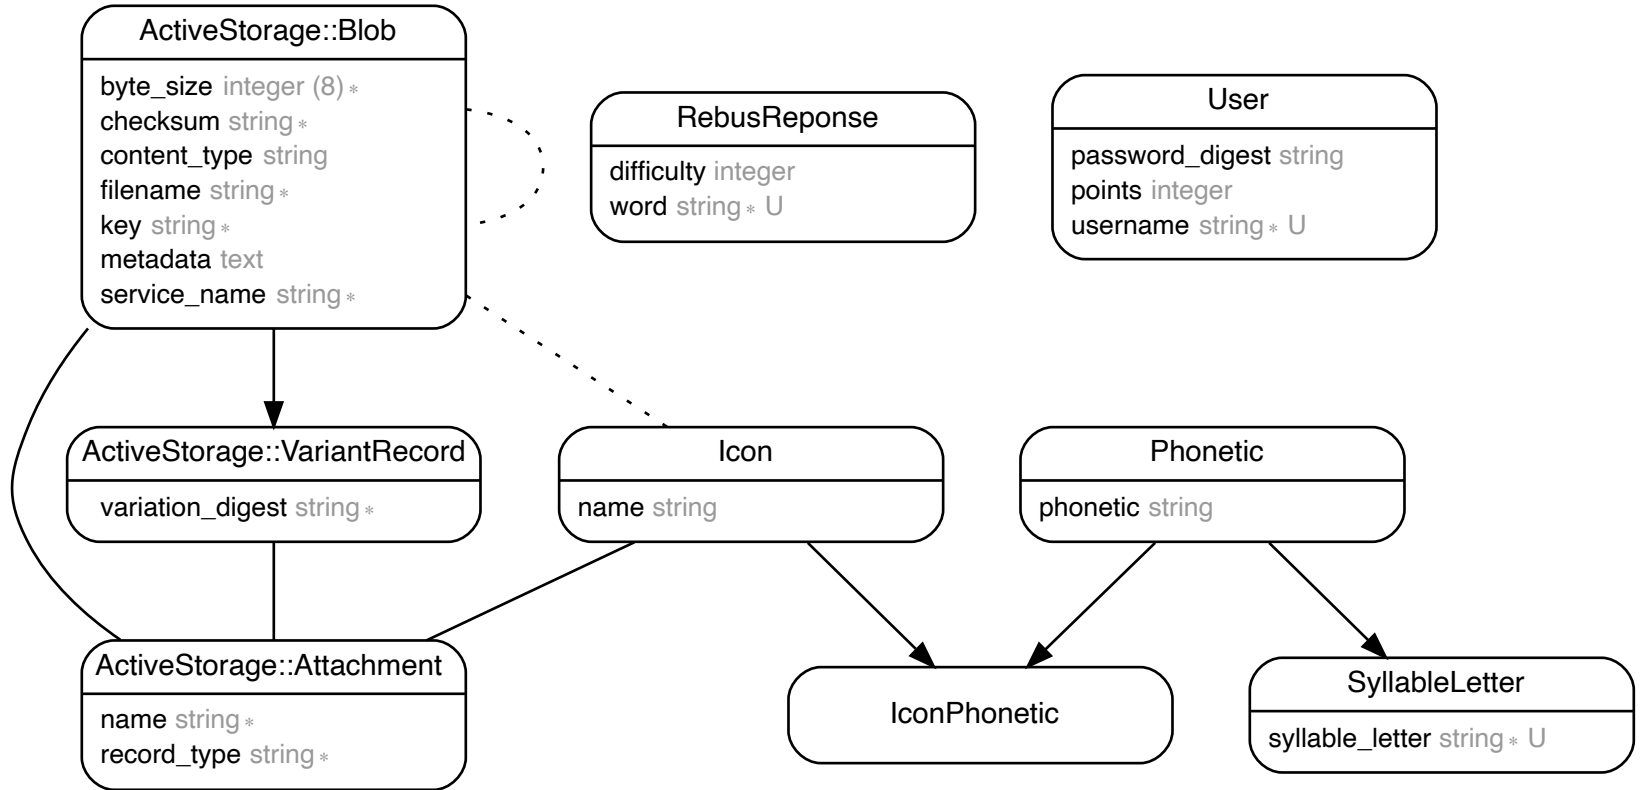 ActiveStorage::Blob
byte_size integer (8) ∗
checksum string ∗
content_type string
filename string ∗
key string ∗
metadata text
service_name string ∗
RebusReponse
difficulty integer
word string ∗ U
User
password_digest string
points integer
username string ∗ U
ActiveStorage::VariantRecord
variation_digest string ∗
Icon
name string
Phonetic
phonetic string
ActiveStorage::Attachment
name string ∗
record_type string ∗
IconPhonetic
SyllableLetter
syllable_letter string ∗ U